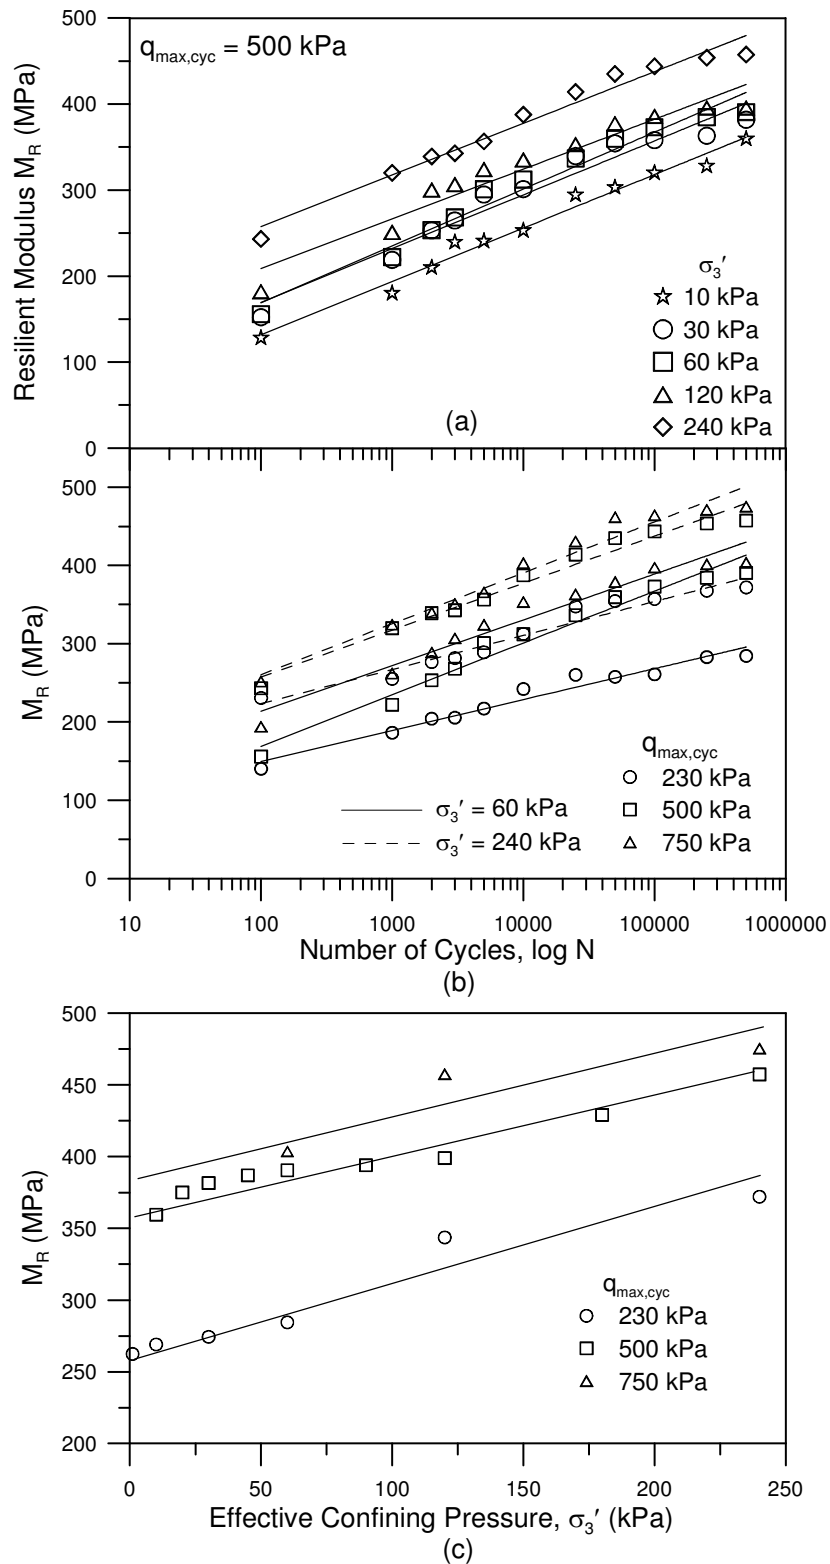 500
q_max,cyc = 500 kPa
400
300
200
100
0
Resilient Modulus M_R (MPa)
σ_3′
10 kPa
30 kPa
60 kPa
120 kPa
240 kPa
(a)
500
400
300
200
100
0
M_R (MPa)
q_max,cyc
230 kPa
500 kPa
750 kPa
σ_3′ = 60 kPa
σ_3′ = 240 kPa
10 100 1000 10000 100000 1000000
Number of Cycles, log N
(b)
500
450
400
350
300
250
200
M_R (MPa)
q_max,cyc
230 kPa
500 kPa
750 kPa
0 50 100 150 200 250
Effective Confining Pressure, σ_3′ (kPa)
(c)